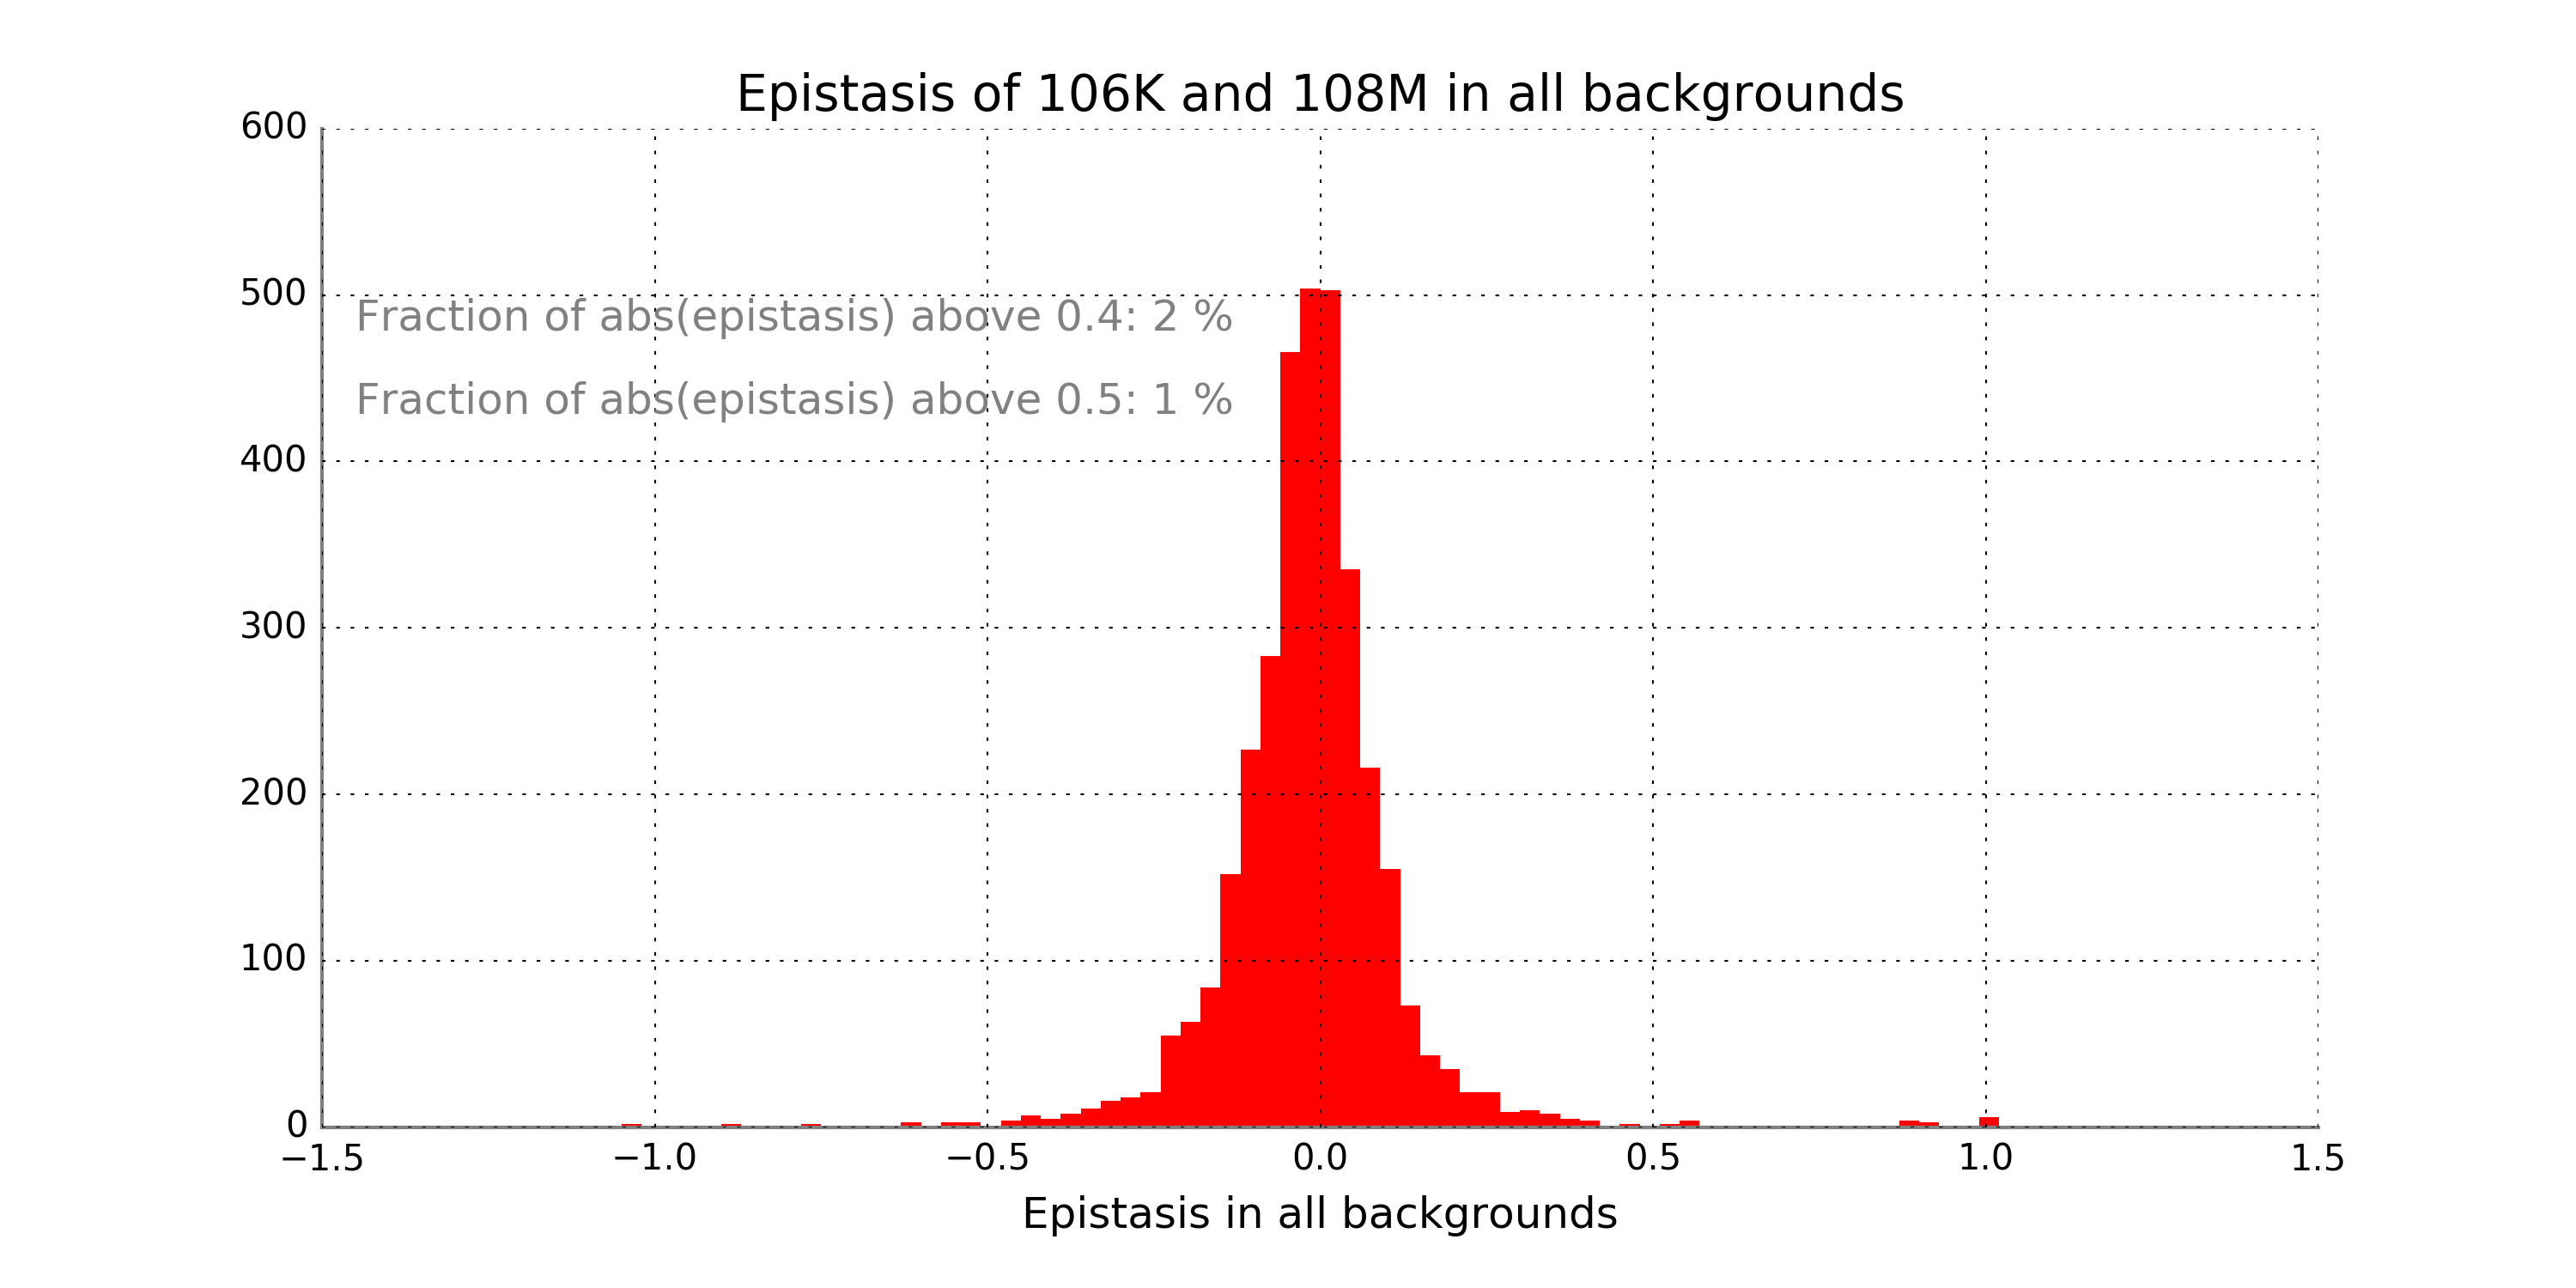 Epistasis of 106K and 108M in all backgrounds
600
500
Fraction of abs(epistasis) above 0.4: 2 %
Fraction of abs(epistasis) above 0.5: 1 %
400
300
200
100
0
−1.5 −1.0 −0.5 0.0 0.5 1.0 1.5
Epistasis in all backgrounds